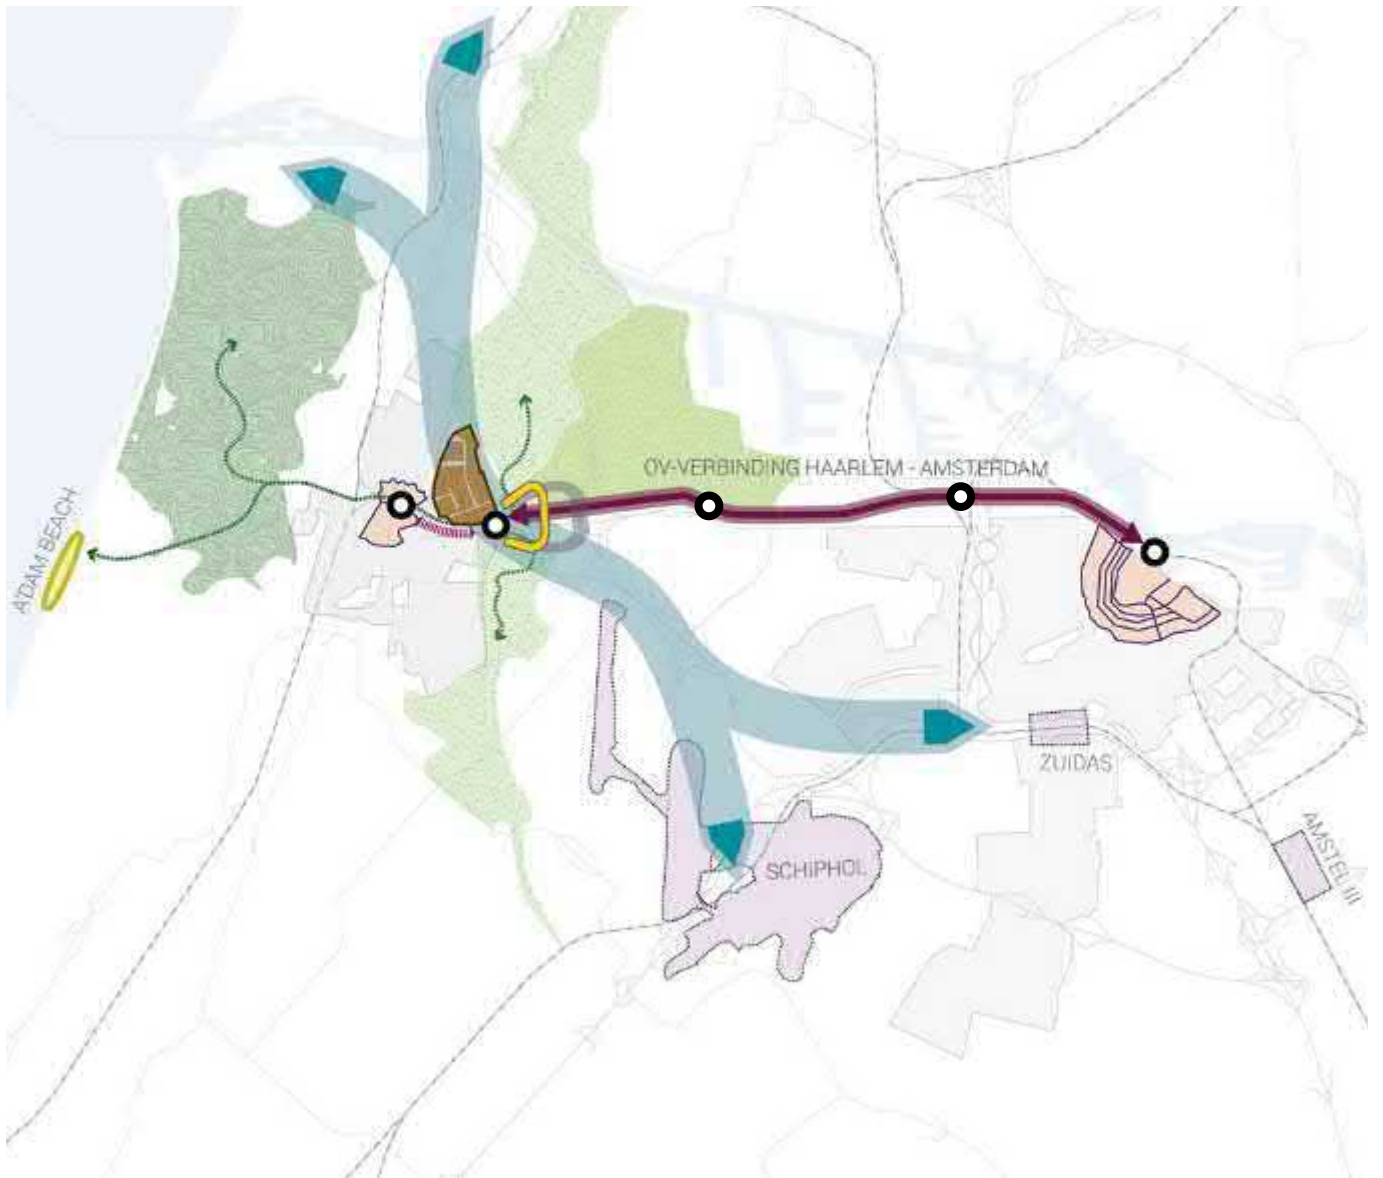 OV-VERBINDING HAARLEM - AMSTERDAM
A'DAM BEACH
ZUIDAS
SCHIPHOL
AMSTEL III